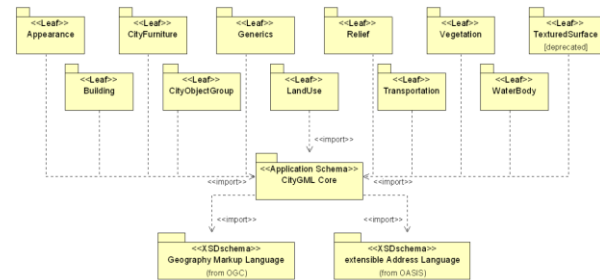 <<Leaf>>
Appearance
<<Leaf>>
CityFurniture
<<Leaf>>
Generics
<<Leaf>>
Relief
<<Leaf>>
Vegetation
<<Leaf>>
TexturedSurface
[deprecated]
<<Leaf>>
Building
<<Leaf>>
CityObjectGroup
<<Leaf>>
LandUse
<<Leaf>>
Transportation
<<Leaf>>
WaterBody
<<import>>
<<Application Schema>>
CityGML Core
<<import>>
<<import>>
<<import>>
<<import>>
<<XSDschema>>
Geography Markup Language
(from OGC)
<<XSDschema>>
extensible Address Language
(from OASIS)